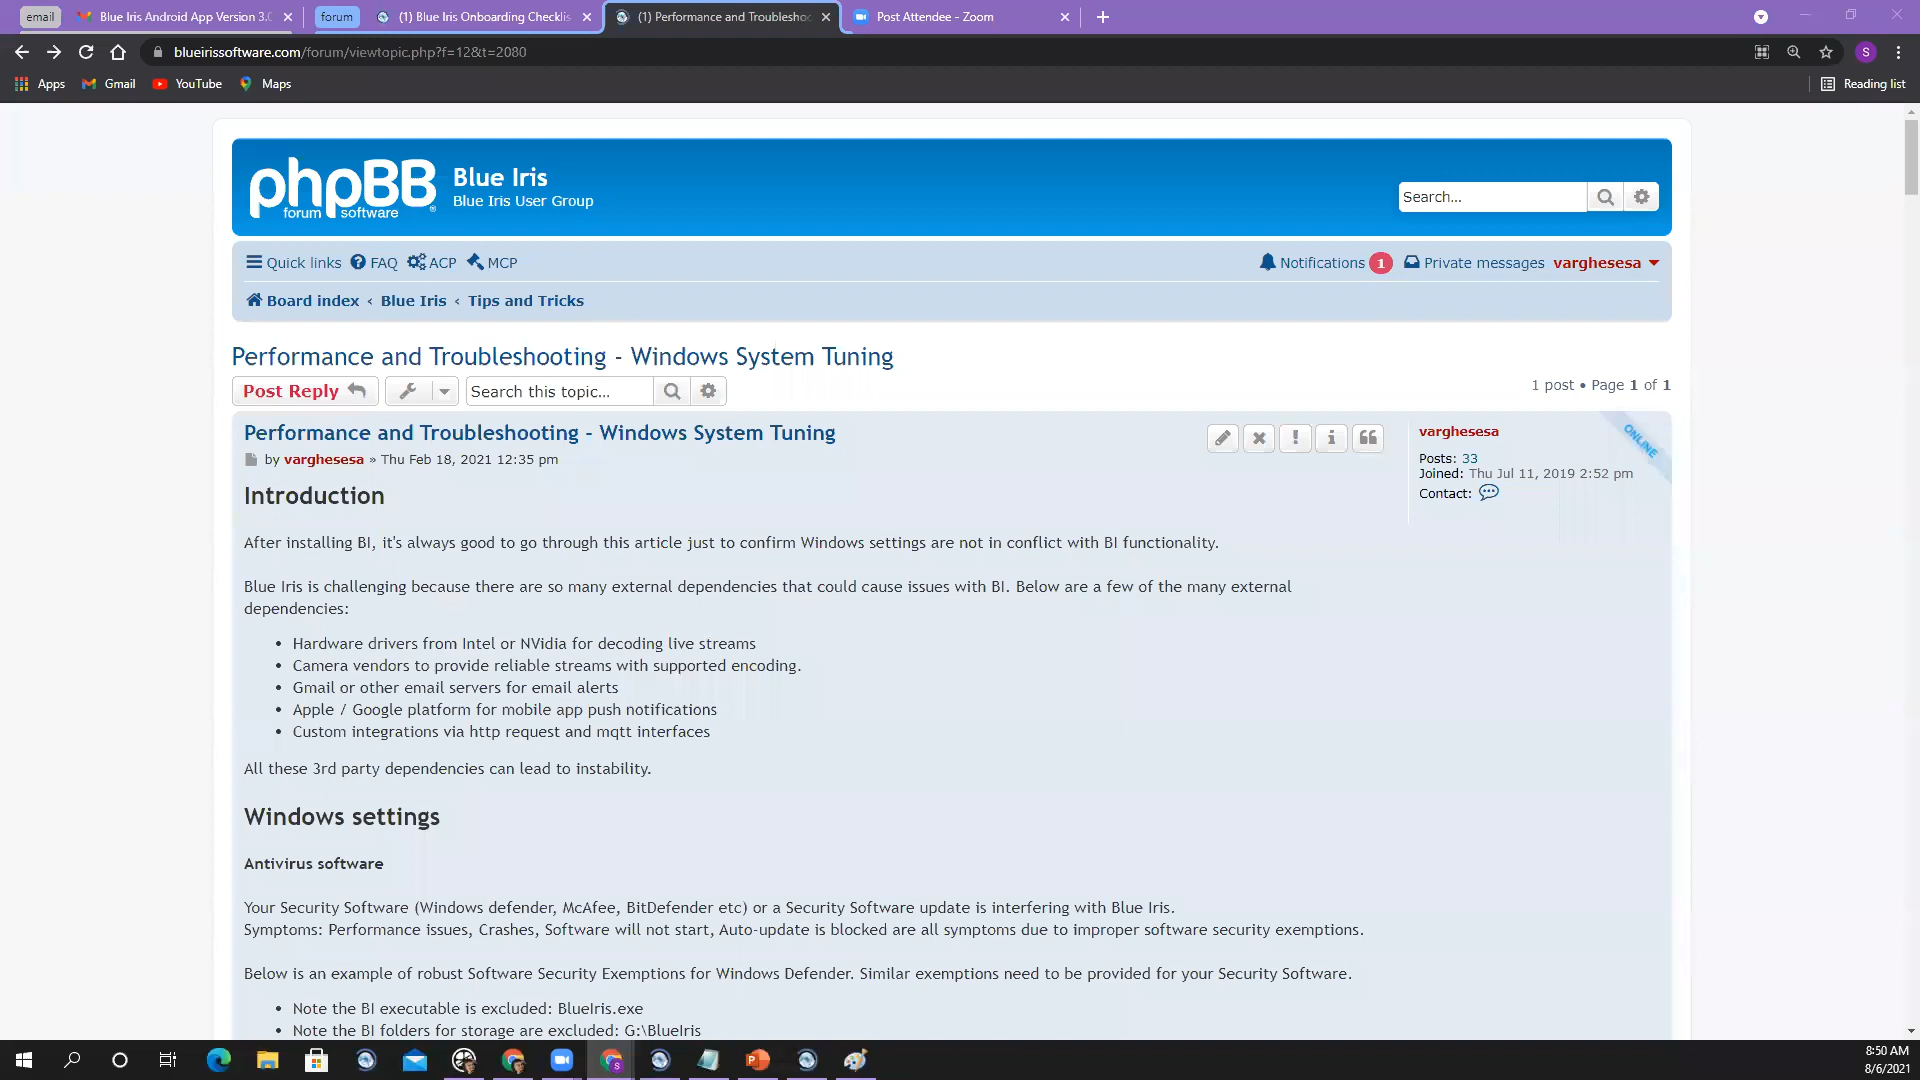 email
Blue Iris Android App Version 3.0
forum
(1) Blue Iris Onboarding Checklis
(1) Performance and Troubleshoo
Post Attendee - Zoom
blueirissoftware.com/forum/viewtopic.php?f=12&t=2080
S
Apps
Gmail
YouTube
Maps
Reading list
phpBB
forum software
Blue Iris
Blue Iris User Group
Search...
Quick links
FAQ
ACP
MCP
Notifications 1
Private messages
varghesesa
Board index ‹ Blue Iris ‹ Tips and Tricks
Performance and Troubleshooting - Windows System Tuning
Post Reply
Search this topic...
1 post • Page 1 of 1
Performance and Troubleshooting - Windows System Tuning
by varghesesa » Thu Feb 18, 2021 12:35 pm
varghesesa
ONLINE
Posts: 33
Joined: Thu Jul 11, 2019 2:52 pm
Contact:
Introduction
After installing BI, it's always good to go through this article just to confirm Windows settings are not in conflict with BI functionality.
Blue Iris is challenging because there are so many external dependencies that could cause issues with BI. Below are a few of the many external
dependencies:
• Hardware drivers from Intel or NVidia for decoding live streams
• Camera vendors to provide reliable streams with supported encoding.
• Gmail or other email servers for email alerts
• Apple / Google platform for mobile app push notifications
• Custom integrations via http request and mqtt interfaces
All these 3rd party dependencies can lead to instability.
Windows settings
Antivirus software
Your Security Software (Windows defender, McAfee, BitDefender etc) or a Security Software update is interfering with Blue Iris.
Symptoms: Performance issues, Crashes, Software will not start, Auto-update is blocked are all symptoms due to improper software security exemptions.
Below is an example of robust Software Security Exemptions for Windows Defender. Similar exemptions need to be provided for your Security Software.
• Note the BI executable is excluded: BlueIris.exe
• Note the BI folders for storage are excluded: G:\BlueIris
8:50 AM
8/6/2021